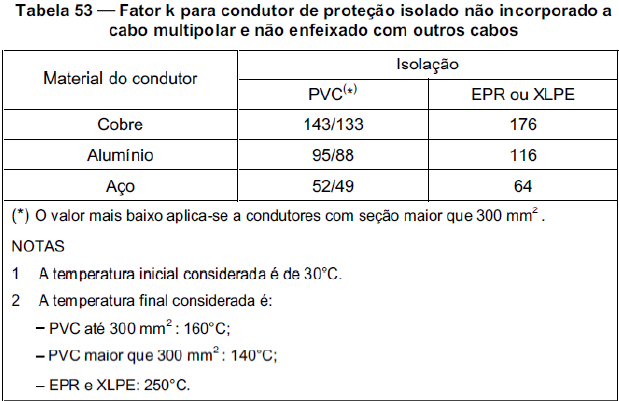 Tabela 53 — Fator k para condutor de proteção isolado não incorporado a
cabo multipolar e não enfeixado com outros cabos
Material do condutor
Isolação
PVC(*)
EPR ou XLPE
Cobre 143/133 176
Alumínio 95/88 116
Aço 52/49 64
(*) O valor mais baixo aplica-se a condutores com seção maior que 300 mm².
NOTAS
1 A temperatura inicial considerada é de 30°C.
2 A temperatura final considerada é:
– PVC até 300 mm²: 160°C;
– PVC maior que 300 mm²: 140°C;
– EPR e XLPE: 250°C.